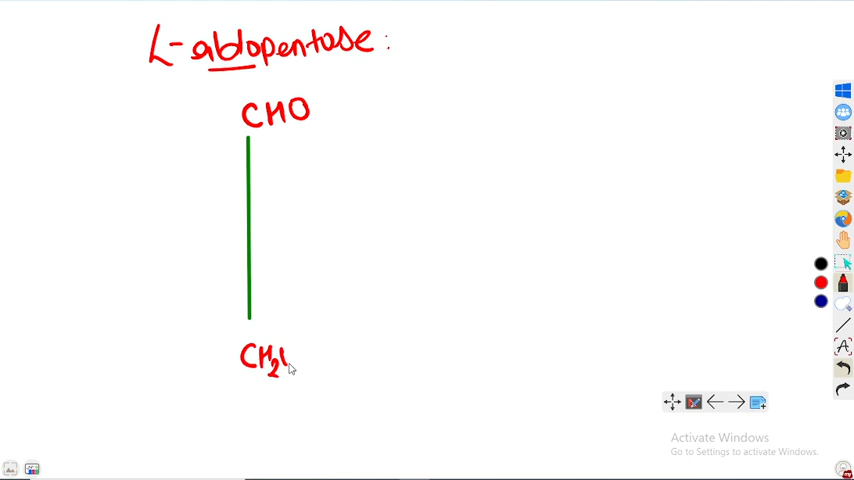 L-aldopentose:
CHO
CH2
Activate Windows
Go to Settings to activate Windows.